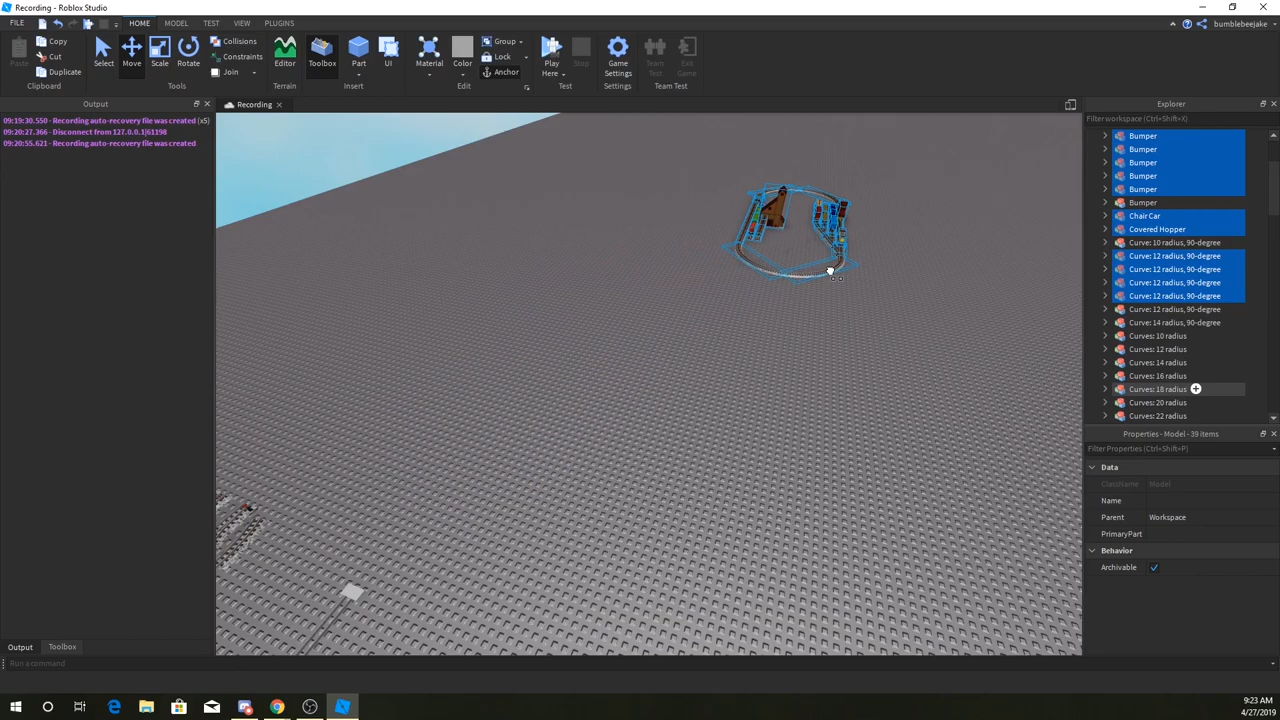 Recording - Roblox Studio
FILE HOME MODEL TEST VIEW PLUGINS
bumblebeejake
Paste
Copy
Cut
Duplicate
Clipboard
Select Move Scale Rotate
Collisions
Constraints
Join
Tools
Editor
Terrain
Toolbox Part UI
Insert
Material Color
Group
Lock
Anchor
Edit
Play Here Stop
Test
Game Settings
Settings
Team Test Exit Game
Team Test
Output
09:19:30.550 - Recording auto-recovery file was created (x5)
09:20:27.366 - Disconnect from 127.0.0.1|61198
09:20:55.621 - Recording auto-recovery file was created
Recording
Explorer
Filter workspace (Ctrl+Shift+X)
Bumper
Bumper
Bumper
Bumper
Bumper
Bumper
Chair Car
Covered Hopper
Curve: 10 radius, 90-degree
Curve: 12 radius, 90-degree
Curve: 12 radius, 90-degree
Curve: 12 radius, 90-degree
Curve: 12 radius, 90-degree
Curve: 12 radius, 90-degree
Curve: 14 radius, 90-degree
Curves: 10 radius
Curves: 12 radius
Curves: 14 radius
Curves: 16 radius
Curves: 18 radius
Curves: 20 radius
Curves: 22 radius
Properties - Model - 39 items
Filter Properties (Ctrl+Shift+P)
Data
ClassName Model
Name
Parent Workspace
PrimaryPart
Behavior
Archivable
Output Toolbox
Run a command
9:23 AM
4/27/2019